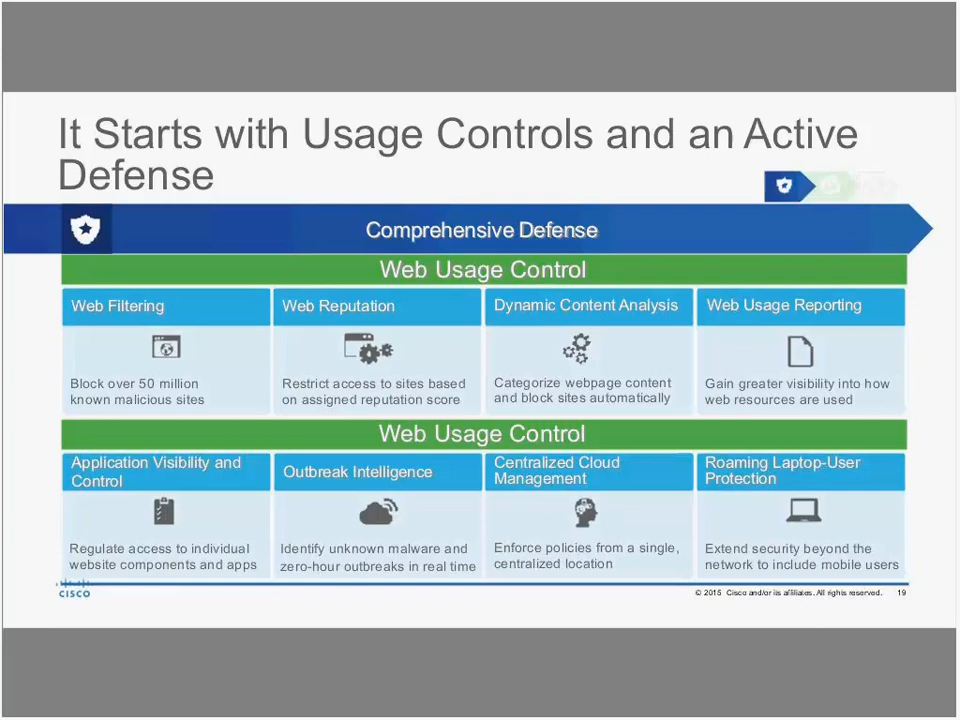 It Starts with Usage Controls and an Active
Defense
Comprehensive Defense
Web Usage Control
Web Filtering
Block over 50 million
known malicious sites
Web Reputation
Restrict access to sites based
on assigned reputation score
Dynamic Content Analysis
Categorize webpage content
and block sites automatically
Web Usage Reporting
Gain greater visibility into how
web resources are used
Web Usage Control
Application Visibility and
Control
Regulate access to individual
website components and apps
Outbreak Intelligence
Identify unknown malware and
zero-hour outbreaks in real time
Centralized Cloud
Management
Enforce policies from a single,
centralized location
Roaming Laptop-User
Protection
Extend security beyond the
network to include mobile users
CISCO
© 2015 Cisco and/or its affiliates. All rights reserved. 19